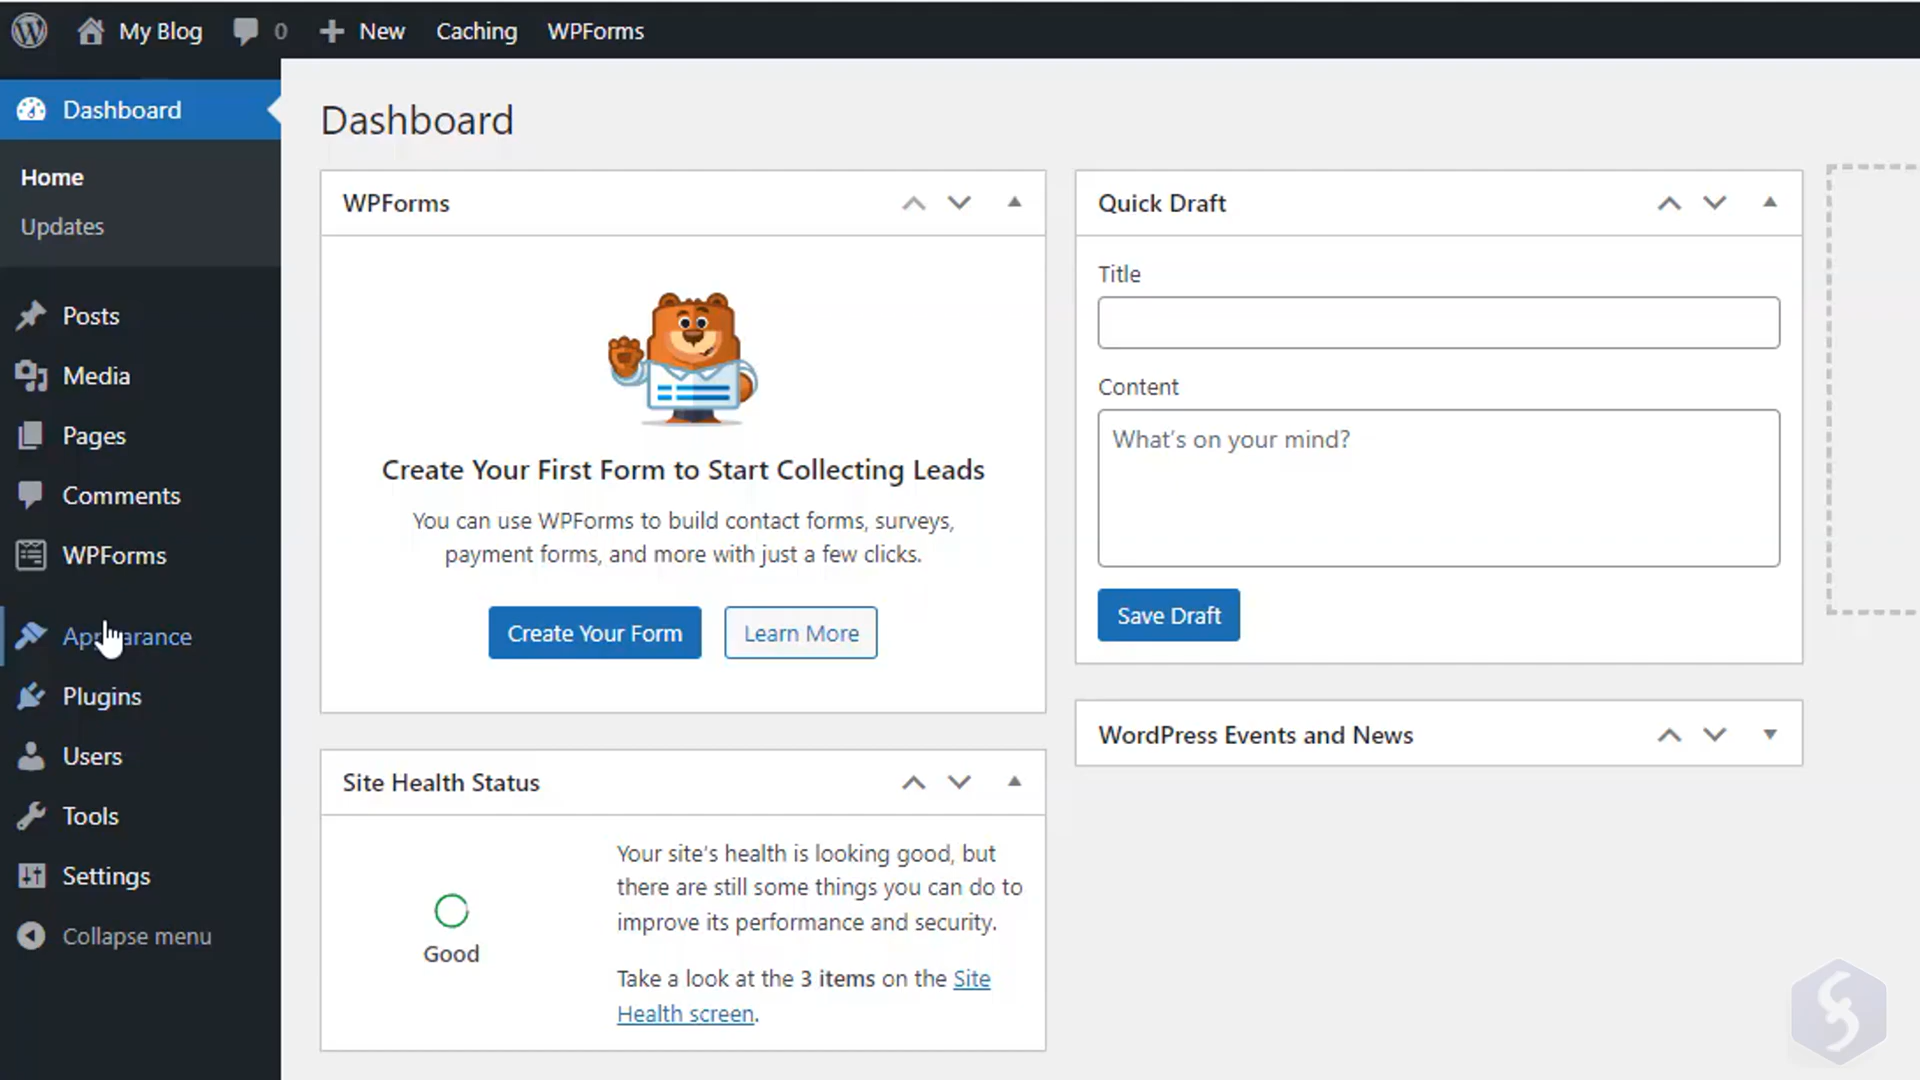 My Blog
0
New
Caching
WPForms
Dashboard
Home
Updates
Posts
Media
Pages
Comments
WPForms
Appearance
Plugins
Users
Tools
Settings
Collapse menu
Dashboard
WPForms
Create Your First Form to Start Collecting Leads
You can use WPForms to build contact forms, surveys,
payment forms, and more with just a few clicks.
Create Your Form
Learn More
Site Health Status
Good
Your site's health is looking good, but
there are still some things you can do to
improve its performance and security.
Take a look at the 3 items on the Site
Health screen.
Quick Draft
Title
Content
What's on your mind?
Save Draft
WordPress Events and News